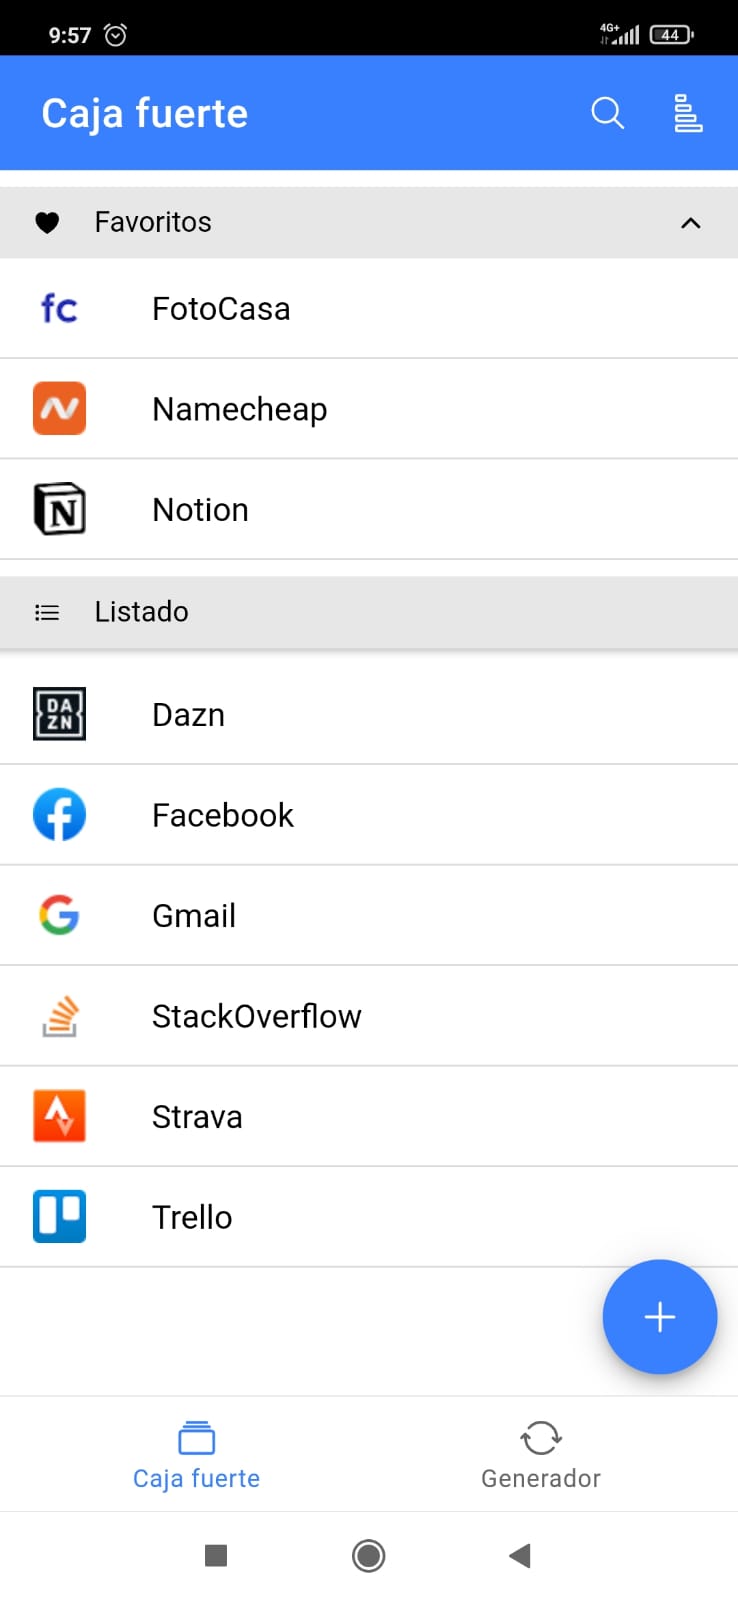 9:57 4G+ 44
Caja fuerte
Favoritos
fc FotoCasa
Namecheap
N Notion
Listado
DA
ZN Dazn
Facebook
G Gmail
StackOverflow
Strava
Trello
Caja fuerte Generador